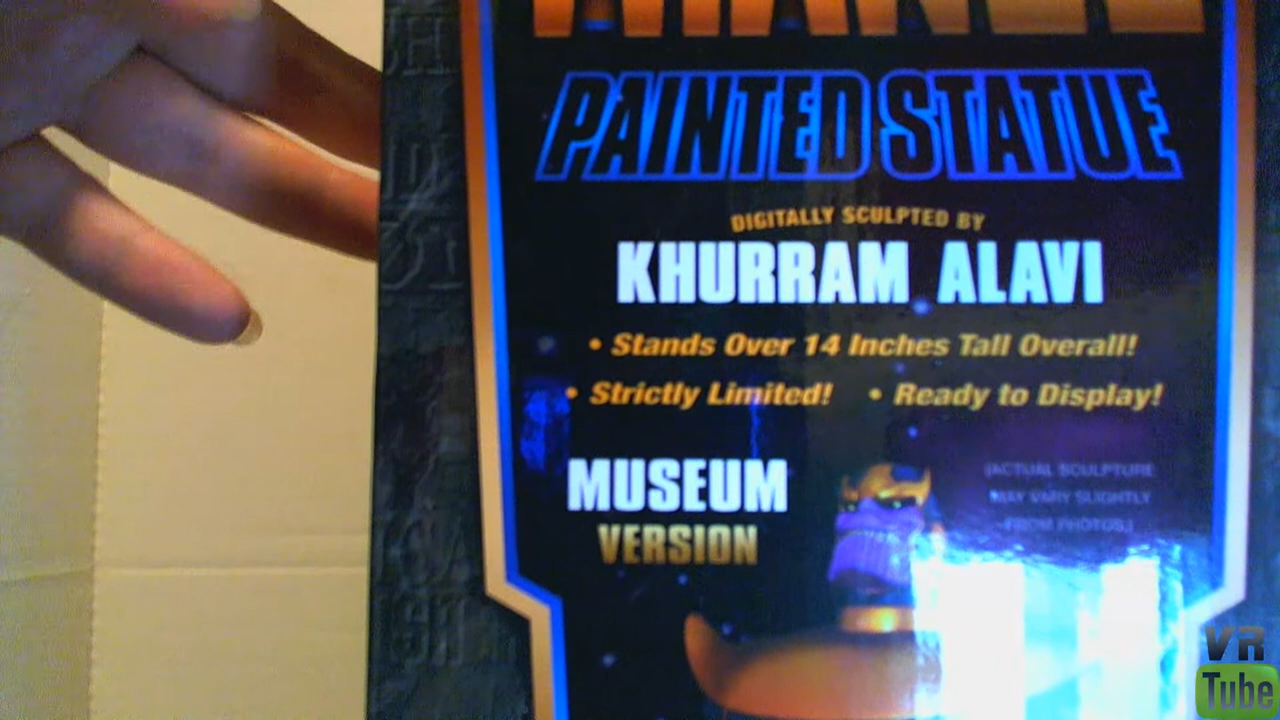 PAINTED STATUE
DIGITALLY SCULPTED BY
KHURRAM ALAVI
• Stands Over 14 Inches Tall Overall!
• Strictly Limited! • Ready to Display!
MUSEUM
VERSION
(ACTUAL SCULPTURE
MAY VARY SLIGHTLY
FROM PHOTOS.)
VR
Tube